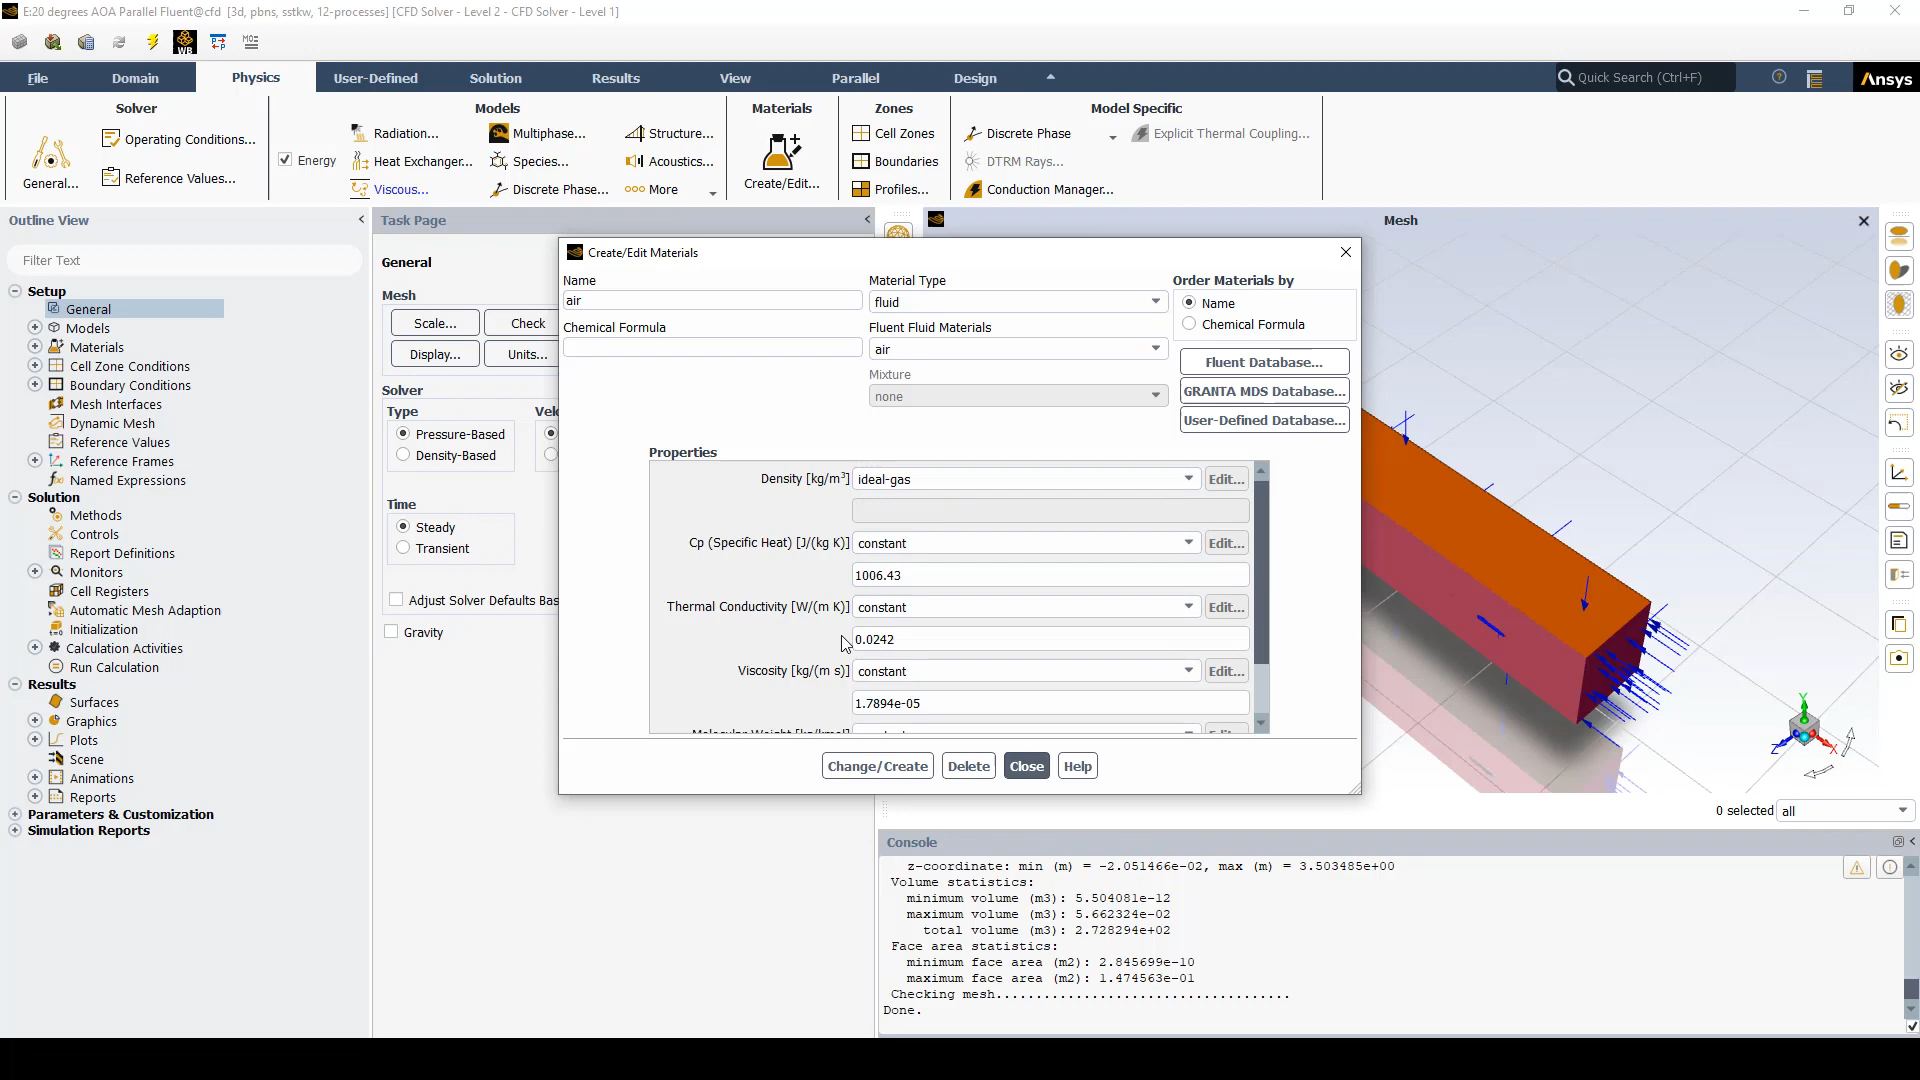 E:20 degrees AOA Parallel Fluent@cfd [3d, pbns, sstkw, 12-processes] [CFD Solver - Level 2 - CFD Solver - Level 1]
WB
File
Domain
Physics
User-Defined
Solution
Results
View
Parallel
Design
Quick Search (Ctrl+F)
Ansys
Solver
Models
Materials
Zones
Model Specific
General...
Operating Conditions...
Reference Values...
Energy
Radiation...
Heat Exchanger...
Viscous...
Multiphase...
Species...
Discrete Phase...
Structure...
Acoustics...
More
Create/Edit...
Cell Zones
Boundaries
Profiles...
Discrete Phase
DTRM Rays...
Conduction Manager...
Explicit Thermal Coupling...
Outline View
Filter Text
Setup
General
Models
Materials
Cell Zone Conditions
Boundary Conditions
Mesh Interfaces
Dynamic Mesh
Reference Values
Reference Frames
Named Expressions
Solution
Methods
Controls
Report Definitions
Monitors
Cell Registers
Automatic Mesh Adaption
Initialization
Calculation Activities
Run Calculation
Results
Surfaces
Graphics
Plots
Scene
Animations
Reports
Parameters & Customization
Simulation Reports
Task Page
General
Mesh
Scale...
Check
Display...
Units...
Solver
Type
Pressure-Based
Density-Based
Time
Steady
Transient
Adjust Solver Defaults Bas
Gravity
Create/Edit Materials
Name
air
Chemical Formula
Material Type
fluid
Fluent Fluid Materials
air
Mixture
none
Order Materials by
Name
Chemical Formula
Fluent Database...
GRANTA MDS Database...
User-Defined Database...
Properties
Density [kg/m³] ideal-gas Edit...
Cp (Specific Heat) [J/(kg K)] constant Edit...
1006.43
Thermal Conductivity [W/(m K)] constant Edit...
0.0242
Viscosity [kg/(m s)] constant Edit...
1.7894e-05
Change/Create
Delete
Close
Help
Mesh
Y
Z
X
0 selected all
Console
z-coordinate: min (m) = -2.051466e-02, max (m) = 3.503485e+00
Volume statistics:
minimum volume (m3): 5.504081e-12
maximum volume (m3): 5.662324e-02
total volume (m3): 2.728294e+02
Face area statistics:
minimum face area (m2): 2.845699e-10
maximum face area (m2): 1.474563e-01
Checking mesh.....................................
Done.